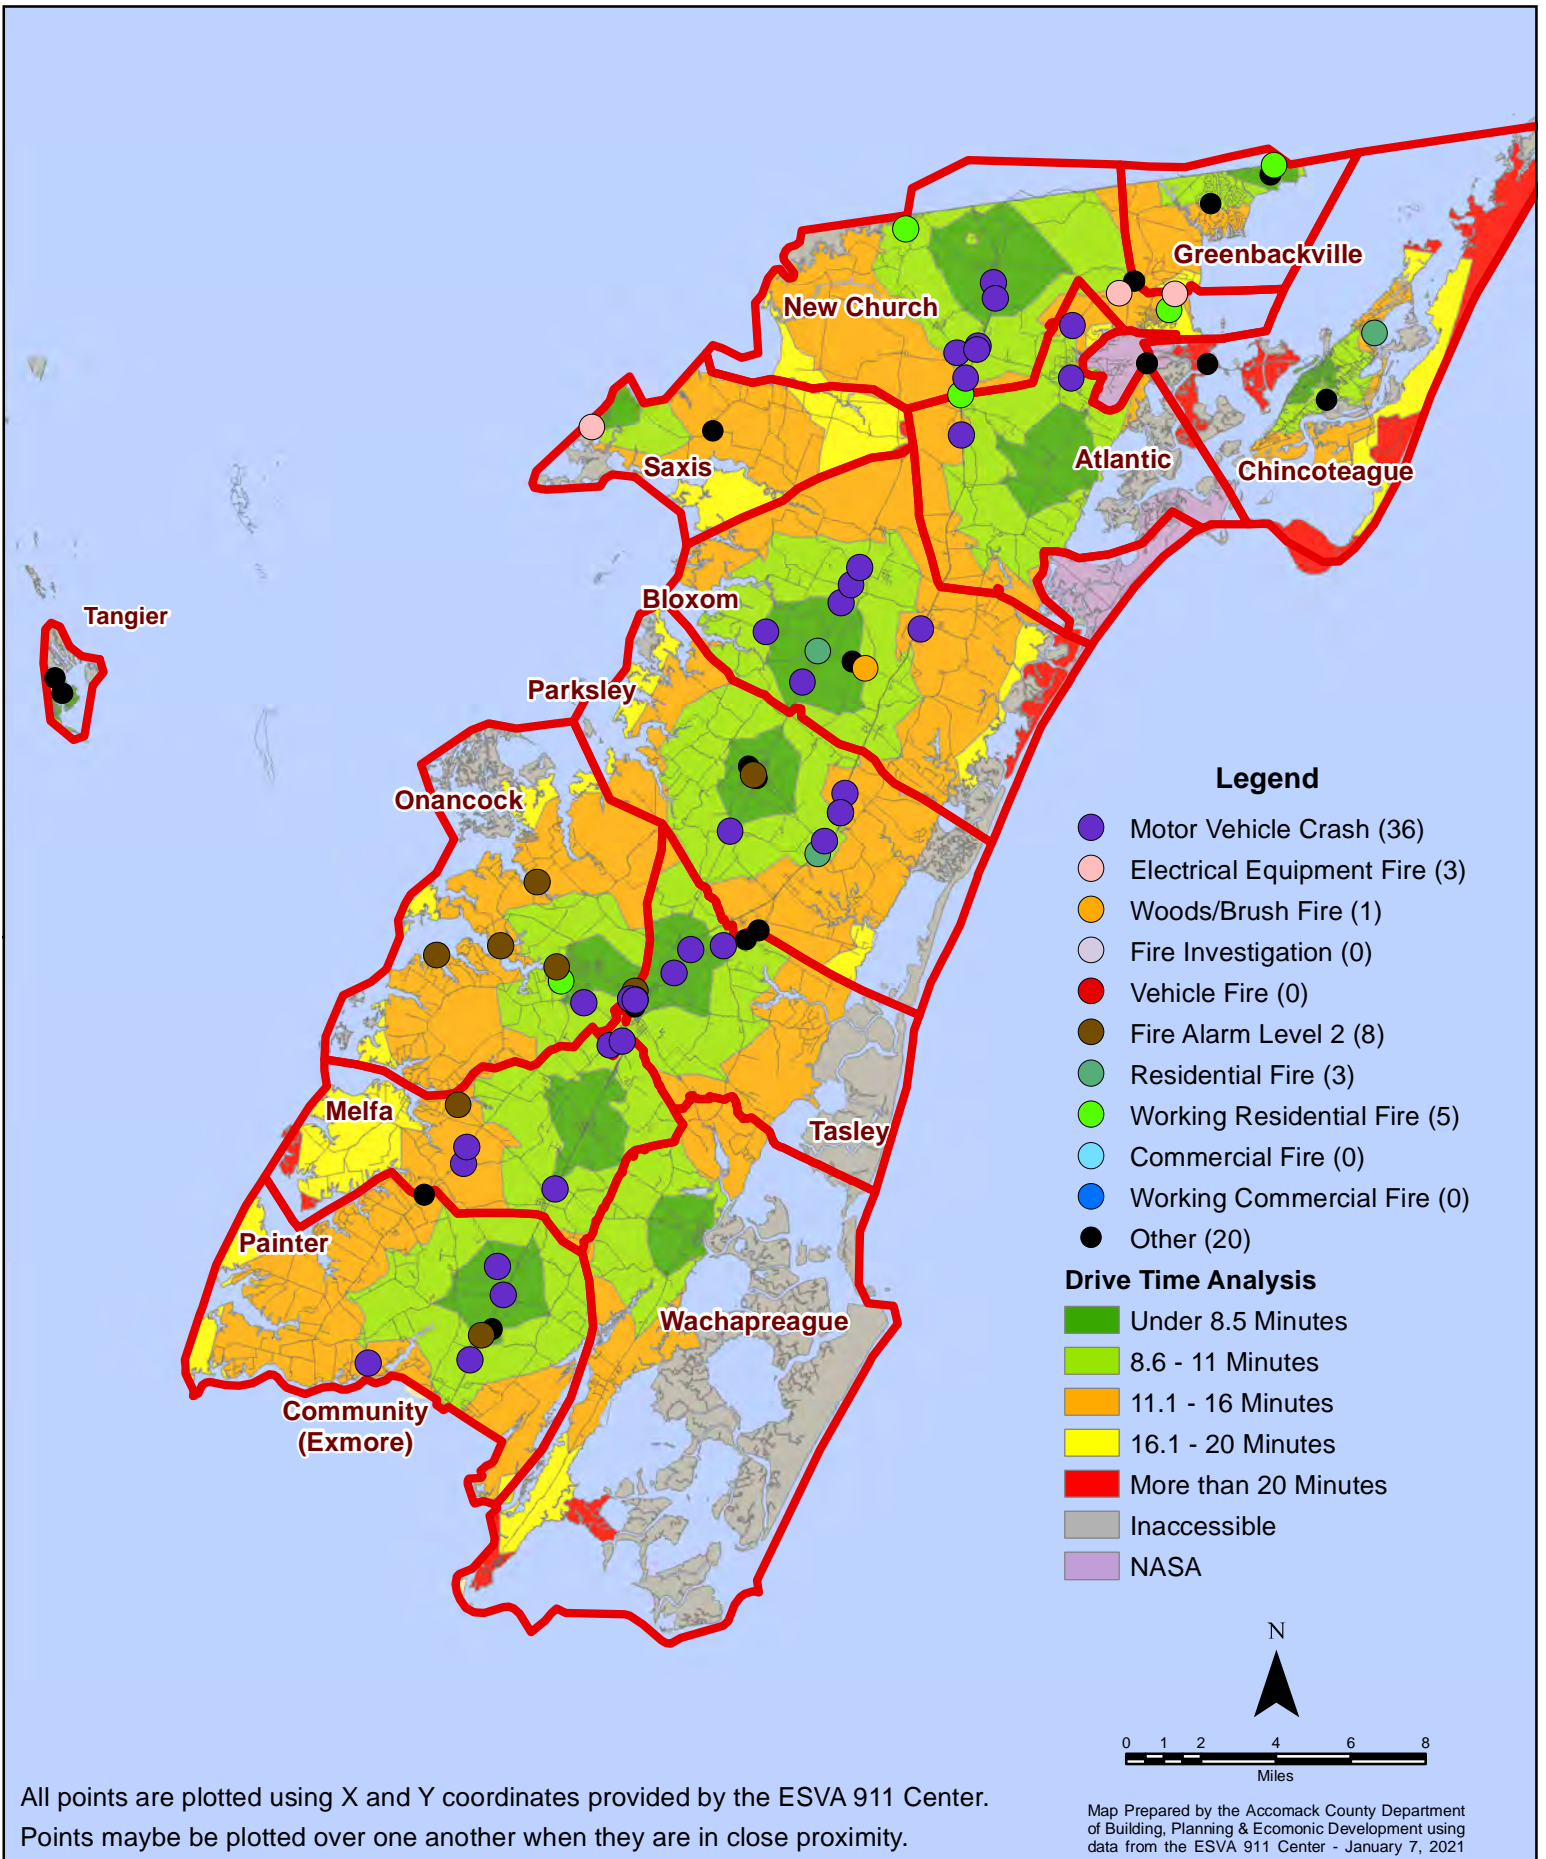 Greenbackville
New Church
Saxis
Atlantic
Chincoteague
Bloxom
Tangier
Parksley
Onancock
Melfa
Tasley
Painter
Wachapreague
Community
(Exmore)
Legend
Motor Vehicle Crash (36)
Electrical Equipment Fire (3)
Woods/Brush Fire (1)
Fire Investigation (0)
Vehicle Fire (0)
Fire Alarm Level 2 (8)
Residential Fire (3)
Working Residential Fire (5)
Commercial Fire (0)
Working Commercial Fire (0)
Other (20)
Drive Time Analysis
Under 8.5 Minutes
8.6 - 11 Minutes
11.1 - 16 Minutes
16.1 - 20 Minutes
More than 20 Minutes
Inaccessible
NASA
N
0 1 2 4 6 8
Miles
All points are plotted using X and Y coordinates provided by the ESVA 911 Center.
Points maybe be plotted over one another when they are in close proximity.
Map Prepared by the Accomack County Department
of Building, Planning & Ecomonic Development using
data from the ESVA 911 Center - January 7, 2021